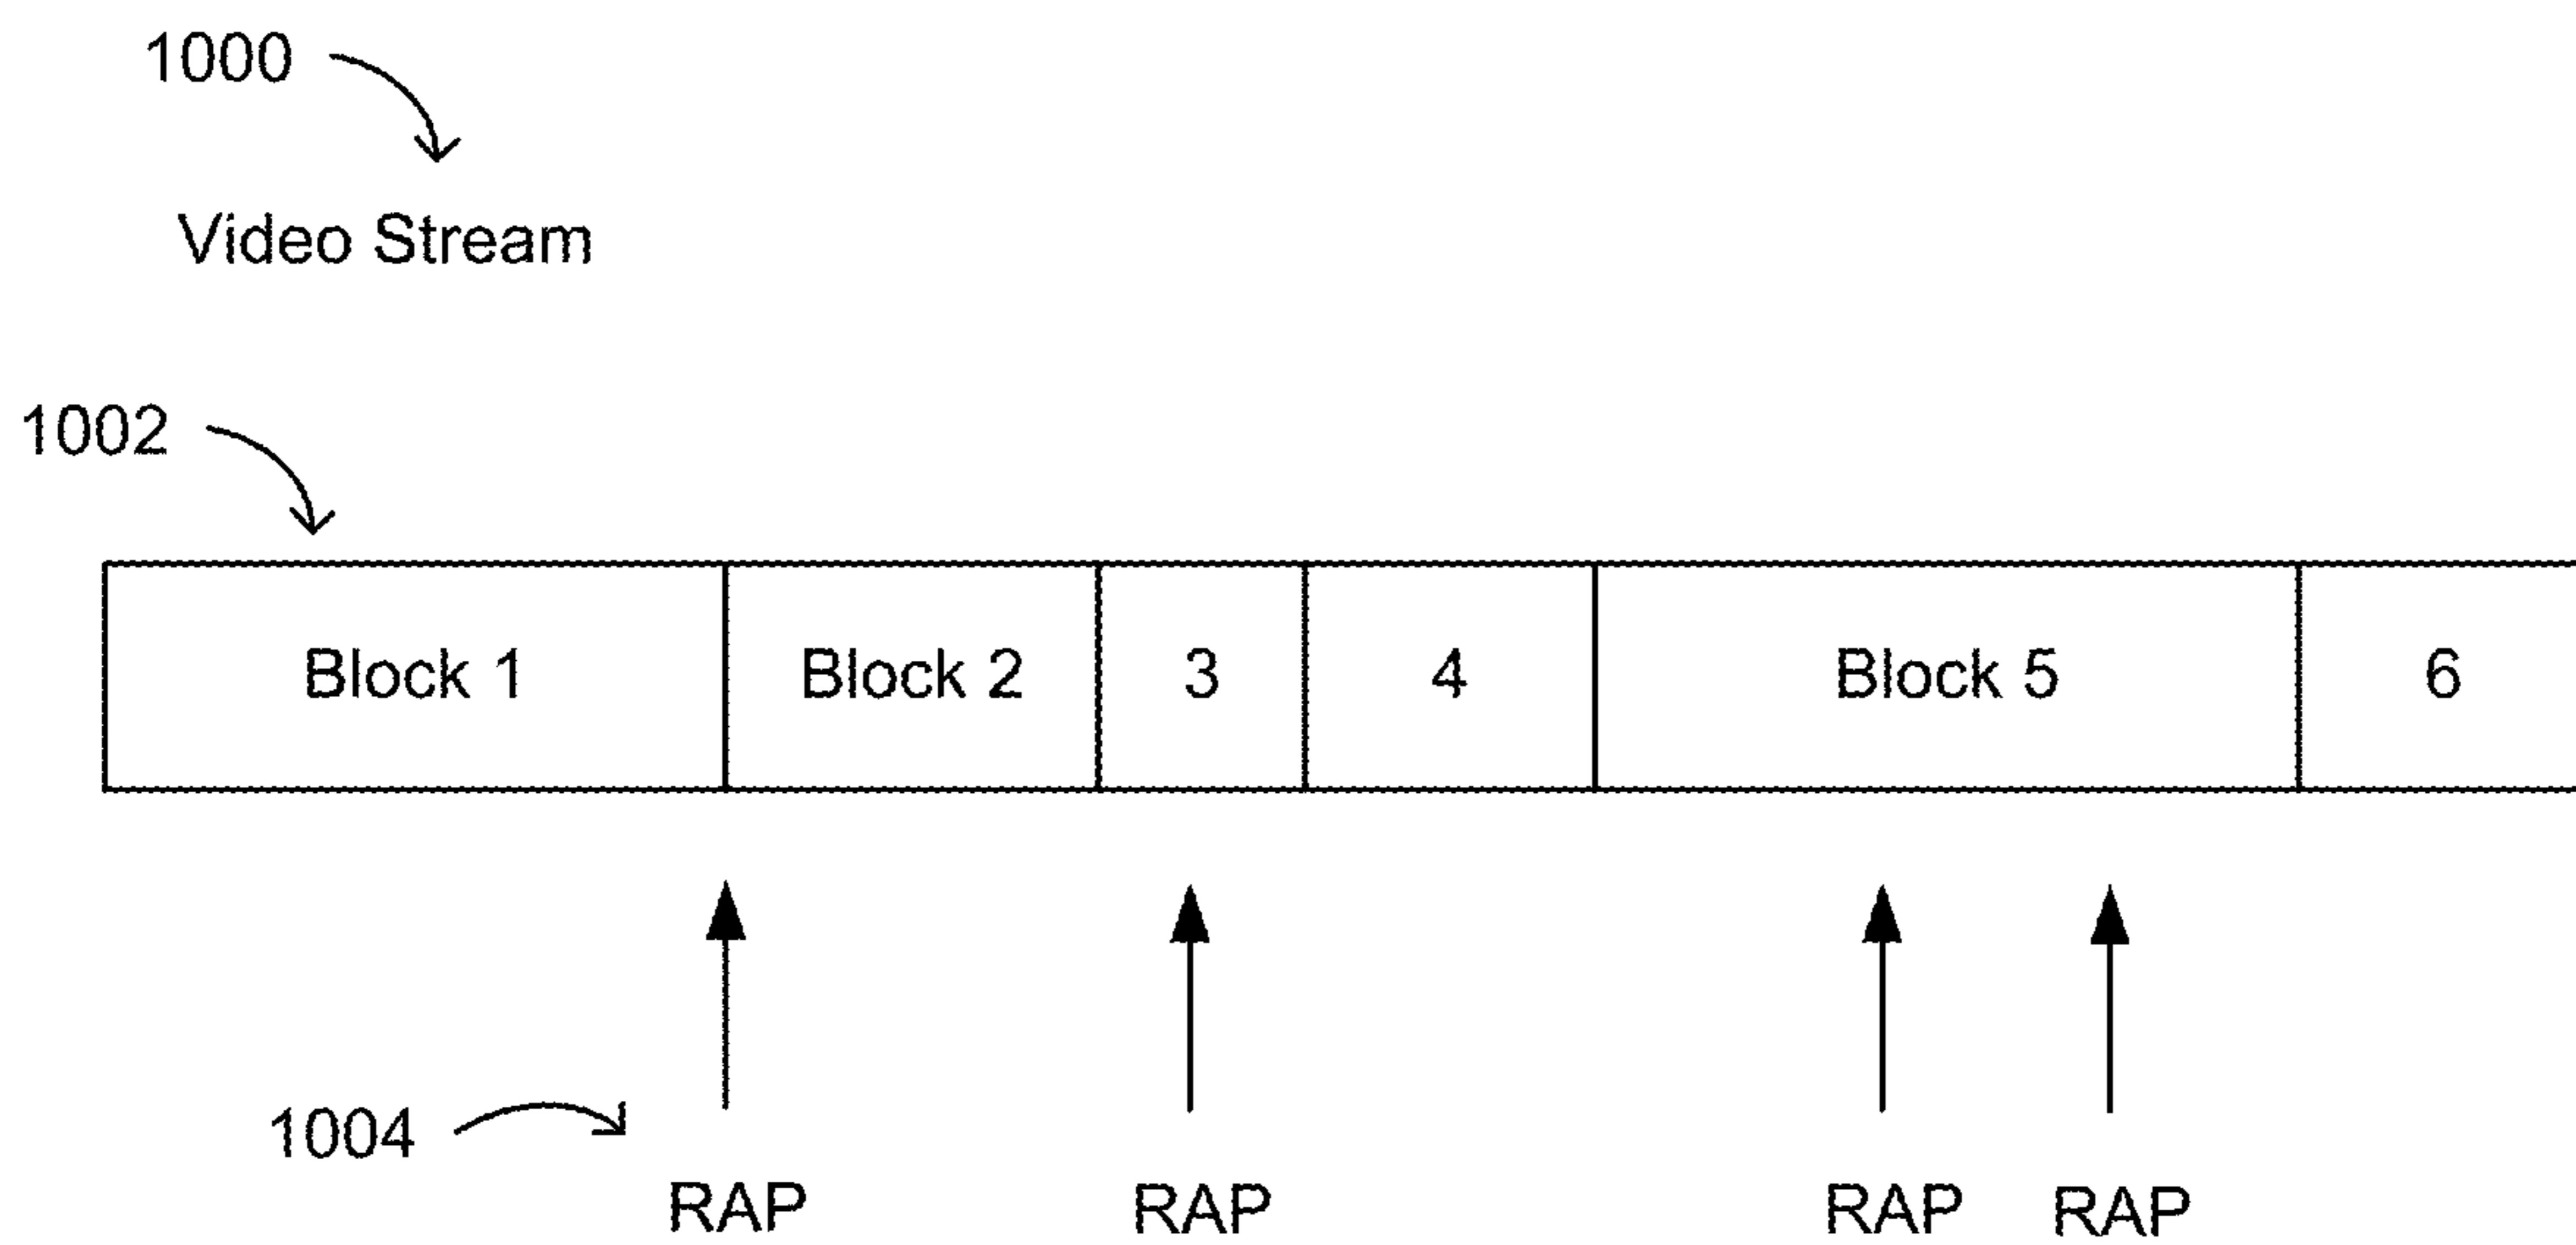 1000
Video Stream
1002
Block 1 Block 2 3 4 Block 5 6
1004
RAP RAP RAP RAP